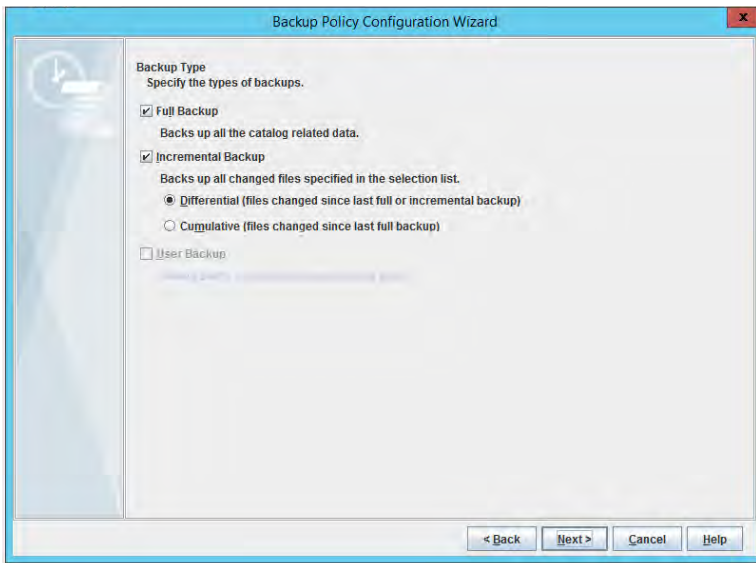 Backup Policy Configuration Wizard
x
Backup Type
Specify the types of backups.
Full Backup
Backs up all the catalog related data.
Incremental Backup
Backs up all changed files specified in the selection list.
Differential (files changed since last full or incremental backup)
Cumulative (files changed since last full backup)
User Backup
< Back
Next >
Cancel
Help